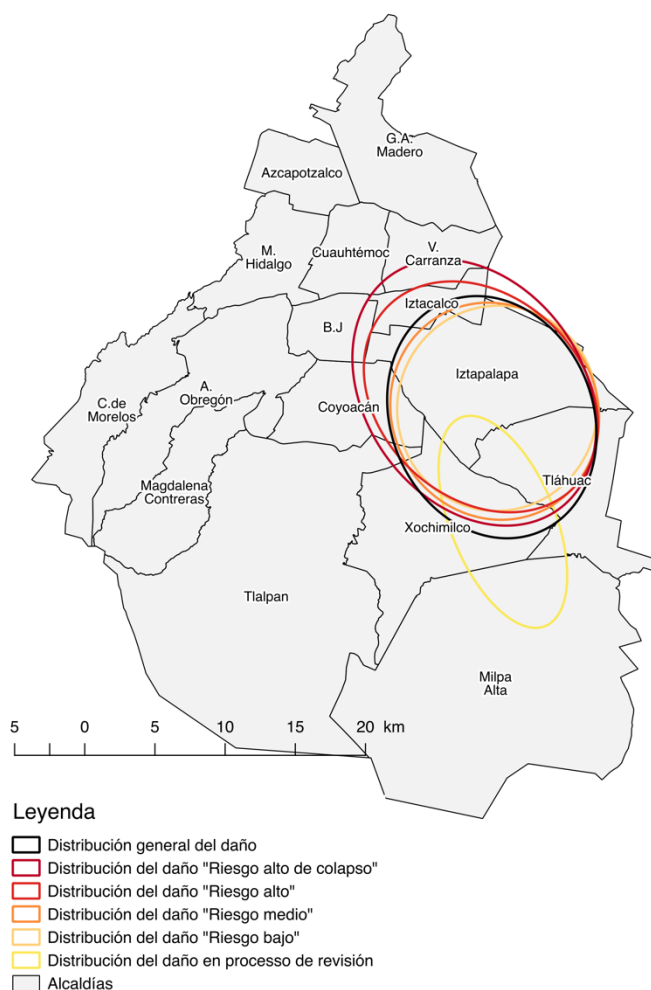 G.A.
Madero
Azcapotzalco
M.
Hidalgo
Cuauhtémoc
V.
Carranza
Iztacalco
B.J
Iztapalapa
A.
Obregón
C.de
Morelos
Coyoacán
Magdalena
Contreras
Tláhuac
Xochimilco
Tlalpan
Milpa
Alta
5 0 5 10 15 20 km
Leyenda
Distribución general del daño
Distribución del daño "Riesgo alto de colapso"
Distribución del daño "Riesgo alto"
Distribución del daño "Riesgo medio"
Distribución del daño "Riesgo bajo"
Distribución del daño en proceso de revisión
Alcaldías